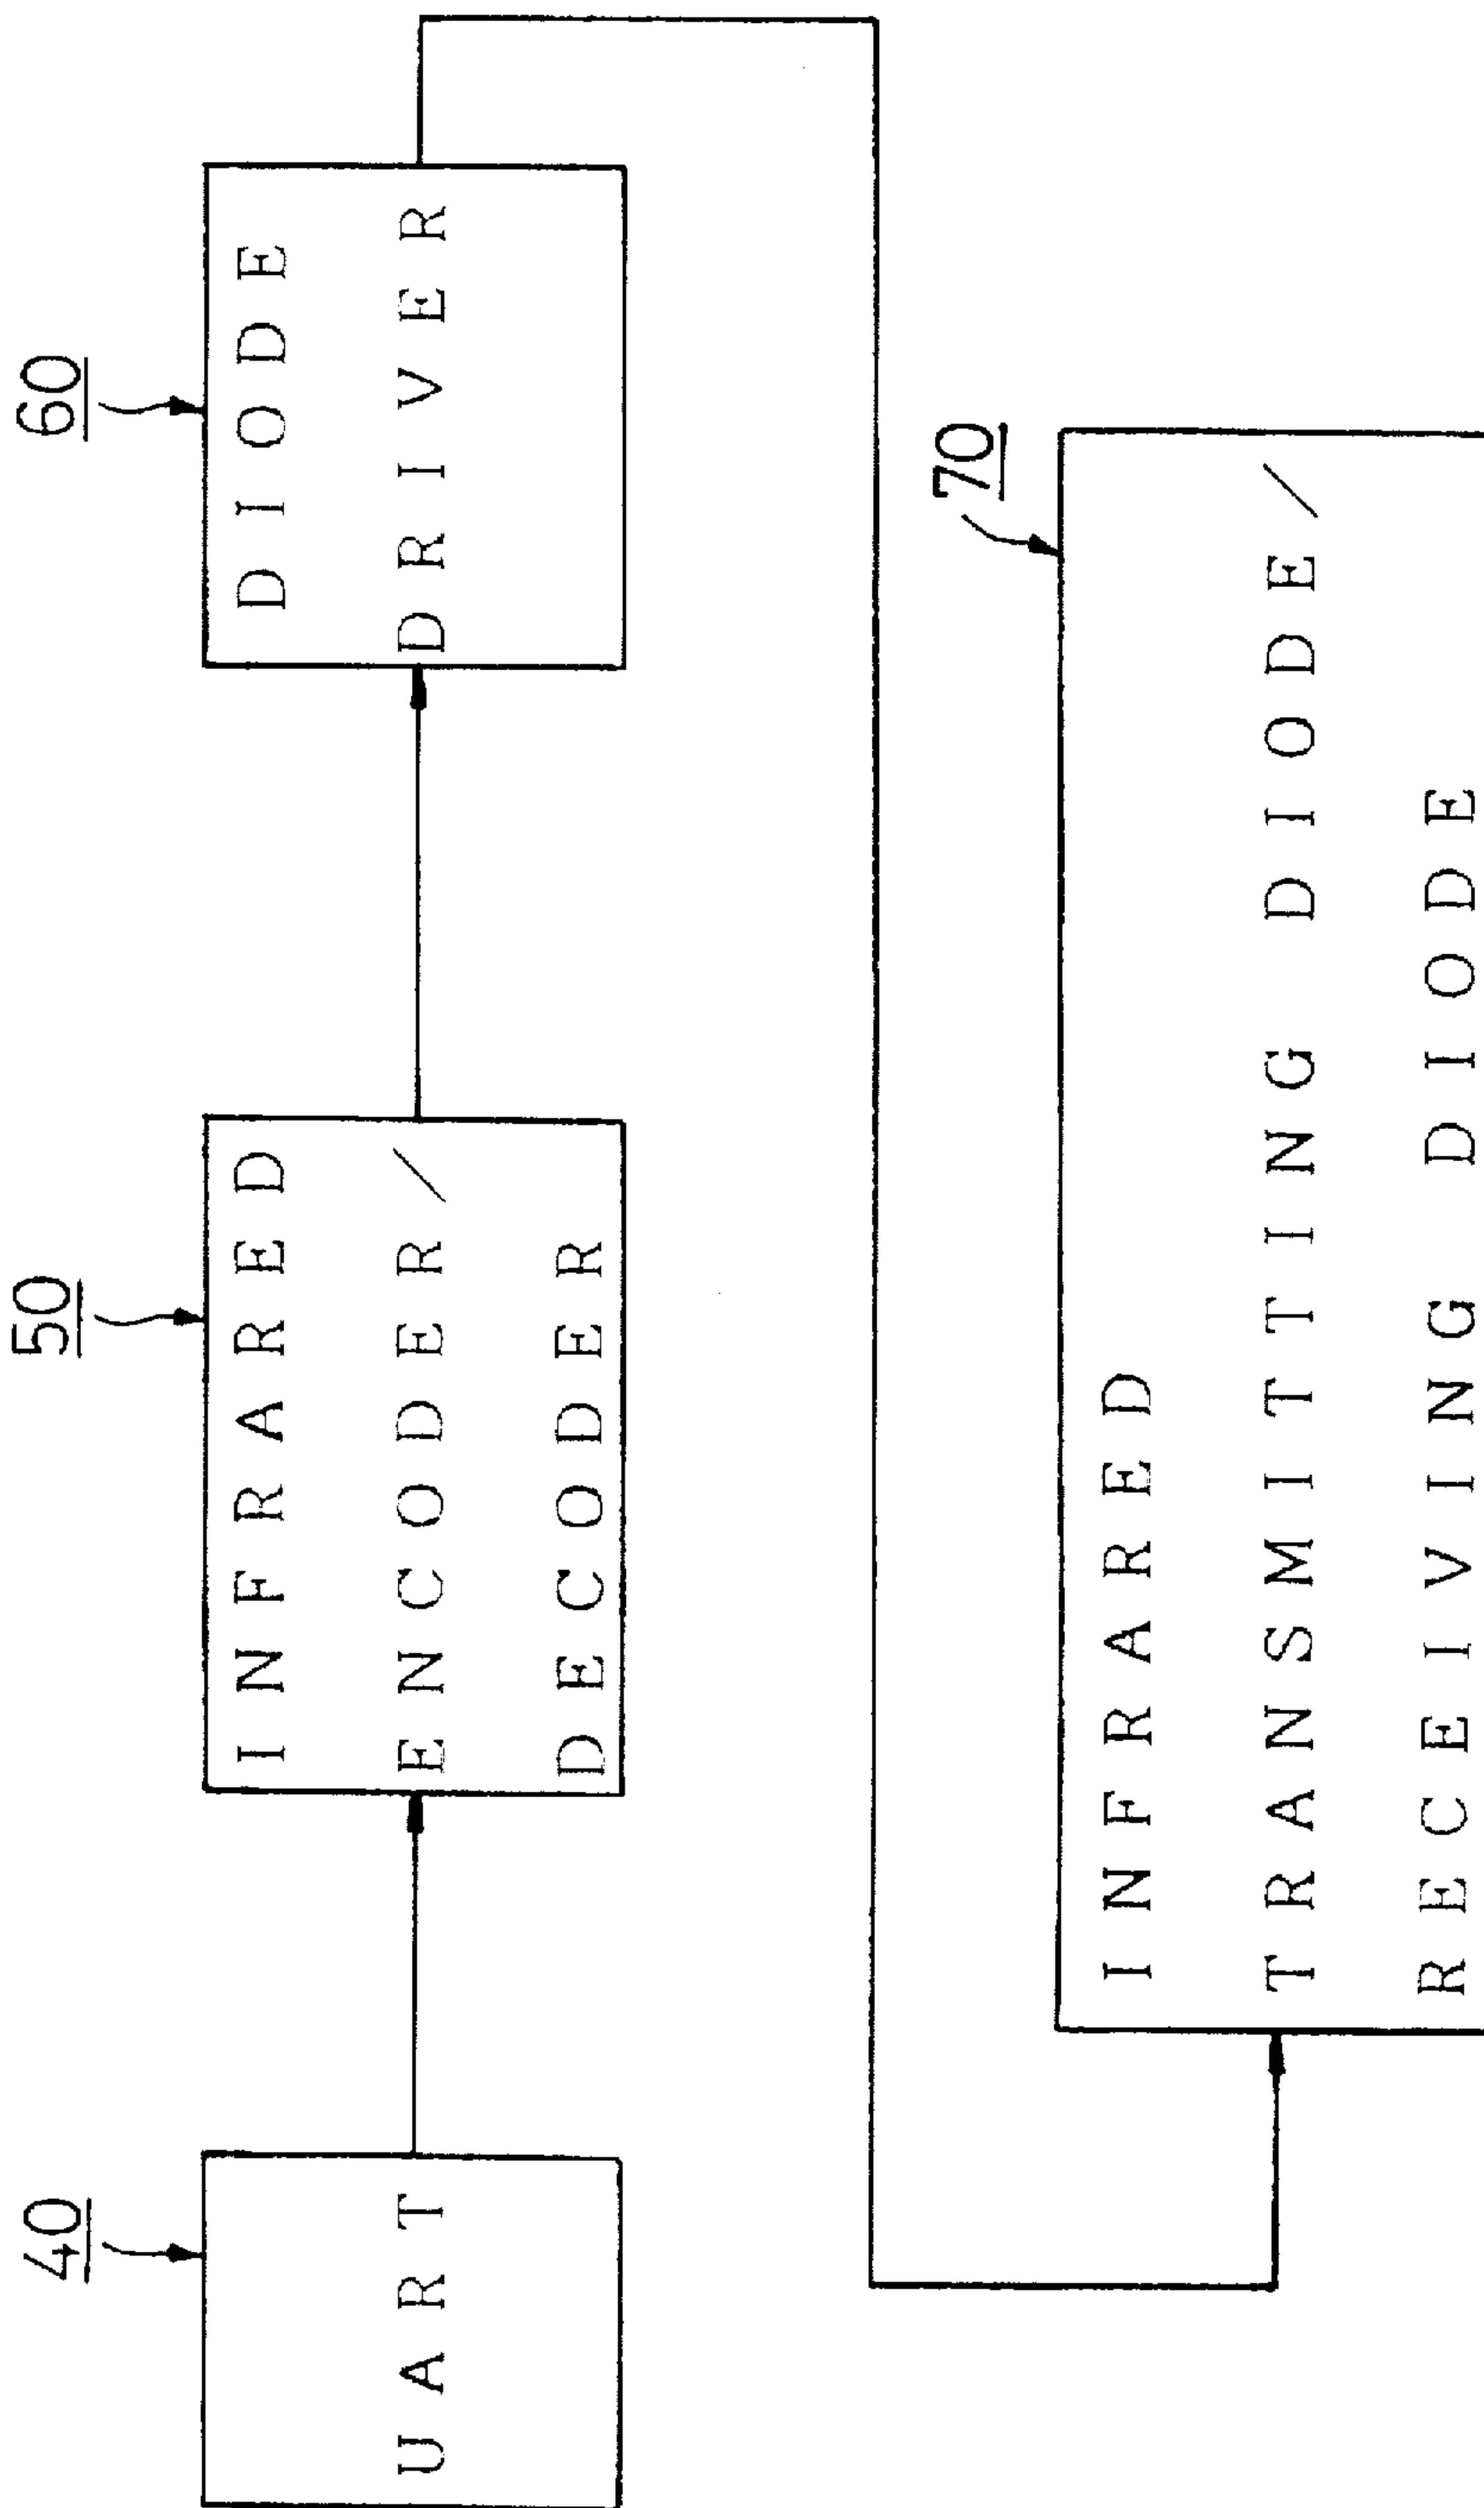 40
UART
50
INFRARED
ENCODER/
DECODER
60
DIODE
DRIVER
70
INFRARED
TRANSMITTING DIODE/
RECEIVING DIODE